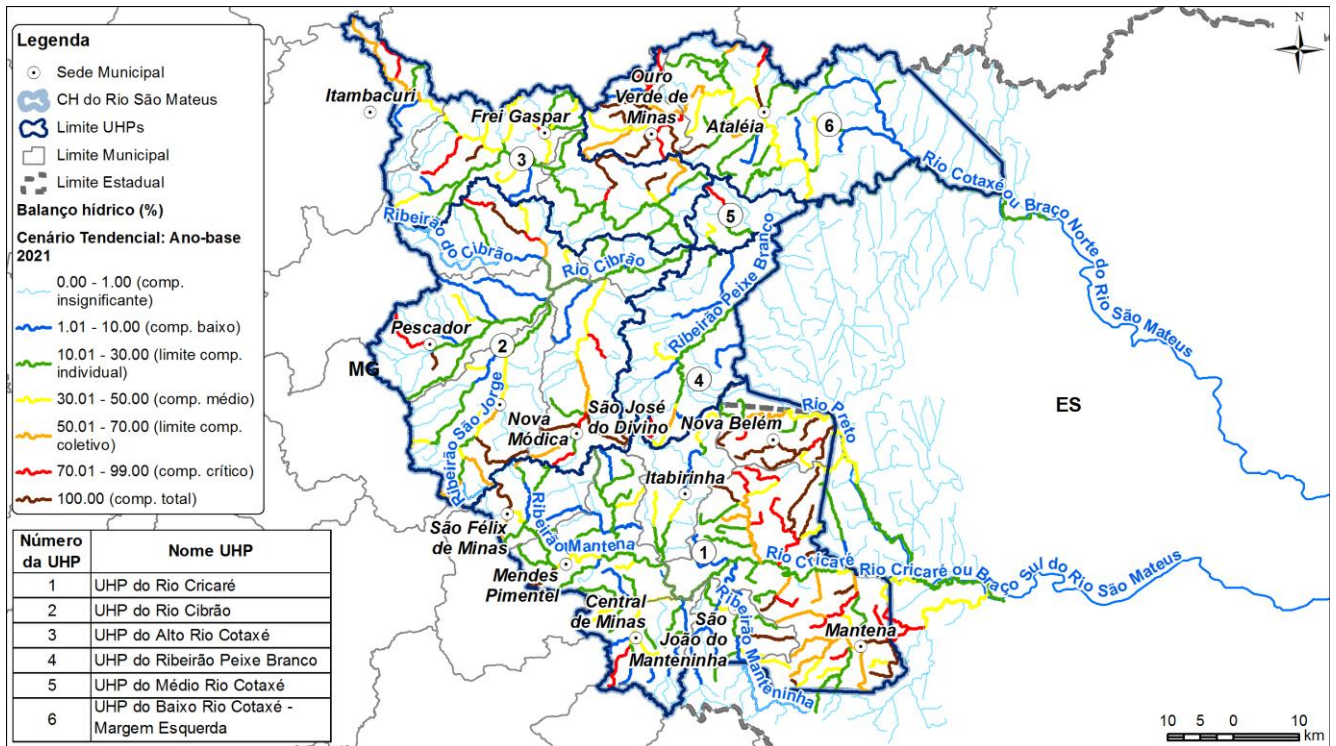 Legenda
Sede Municipal
CH do Rio São Mateus
Limite UHPs
Limite Municipal
Limite Estadual
Balanço hídrico (%)
Cenário Tendencial: Ano-base
2021
0.00 - 1.00 (comp.
insignificante)
1.01 - 10.00 (comp. baixo)
10.01 - 30.00 (limite comp.
individual)
30.01 - 50.00 (comp. médio)
50.01 - 70.00 (limite comp.
coletivo)
70.01 - 99.00 (comp. crítico)
100.00 (comp. total)
Número
da UHP
Nome UHP
1 UHP do Rio Cricaré
2 UHP do Rio Cibrão
3 UHP do Alto Rio Cotaxé
4 UHP do Ribeirão Peixe Branco
5 UHP do Médio Rio Cotaxé
6 UHP do Baixo Rio Cotaxé -
Margem Esquerda
N
Itambacuri
Frei Gaspar
Ouro
Verde de
Minas
Ataléia
6
3
5
Rio Cotaxé ou Braço Norte do Rio São Mateus
Ribeirão do Cibrão
Rio Cibrão
Ribeirão Peixe Branco
Pescador
2
MG
4
ES
Ribeirão São Jorge
Nova
Módica
São José
do Divino
Nova Belém
Rio Preto
Itabirinha
São Félix
de Minas
Ribeirão Mantena
1
Rio Cricaré
Rio Cricaré ou Braço Sul do Rio São Mateus
Mendes
Pimentel
Central
de Minas
São
João do
Manteninha
Ribeirão Manteninha
Mantena
10 5 0 10
km